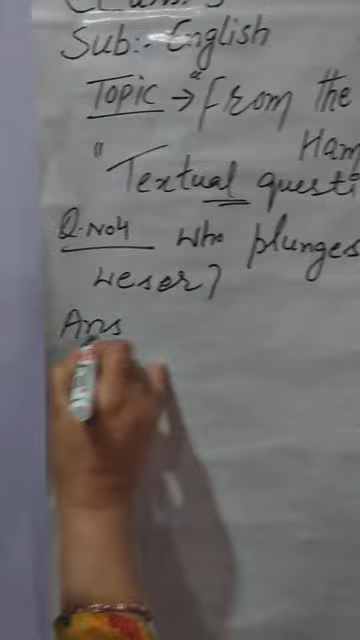 Sub:- English
Topic → "From the
Ham
"Textual questi
Q.No4 who plunges
weser?
Ans